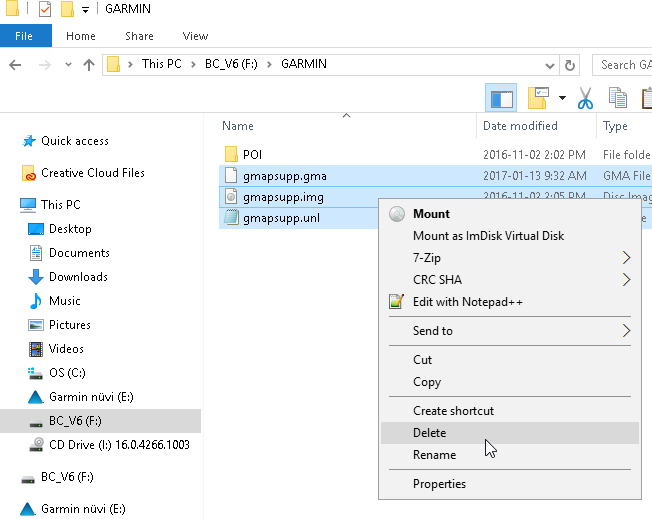 GARMIN
File Home Share View
This PC BC_V6 (F:) GARMIN Search GA
Name Date modified Type
POI 2016-11-02 2:02 PM File folde
gmapsupp.gma 2017-01-13 9:32 AM GMA File
gmapsupp.img 2016-11-02 2:05 PM Disc Imag
gmapsupp.unl
Quick access
Creative Cloud Files
This PC
Desktop
Documents
Downloads
Music
Pictures
Videos
OS (C:)
Garmin nüvi (E:)
BC_V6 (F:)
CD Drive (I:) 16.0.4266.1003
BC_V6 (F:)
Garmin nüvi (E:)
Mount
Mount as ImDisk Virtual Disk
7-Zip
CRC SHA
Edit with Notepad++
Send to
Cut
Copy
Create shortcut
Delete
Rename
Properties